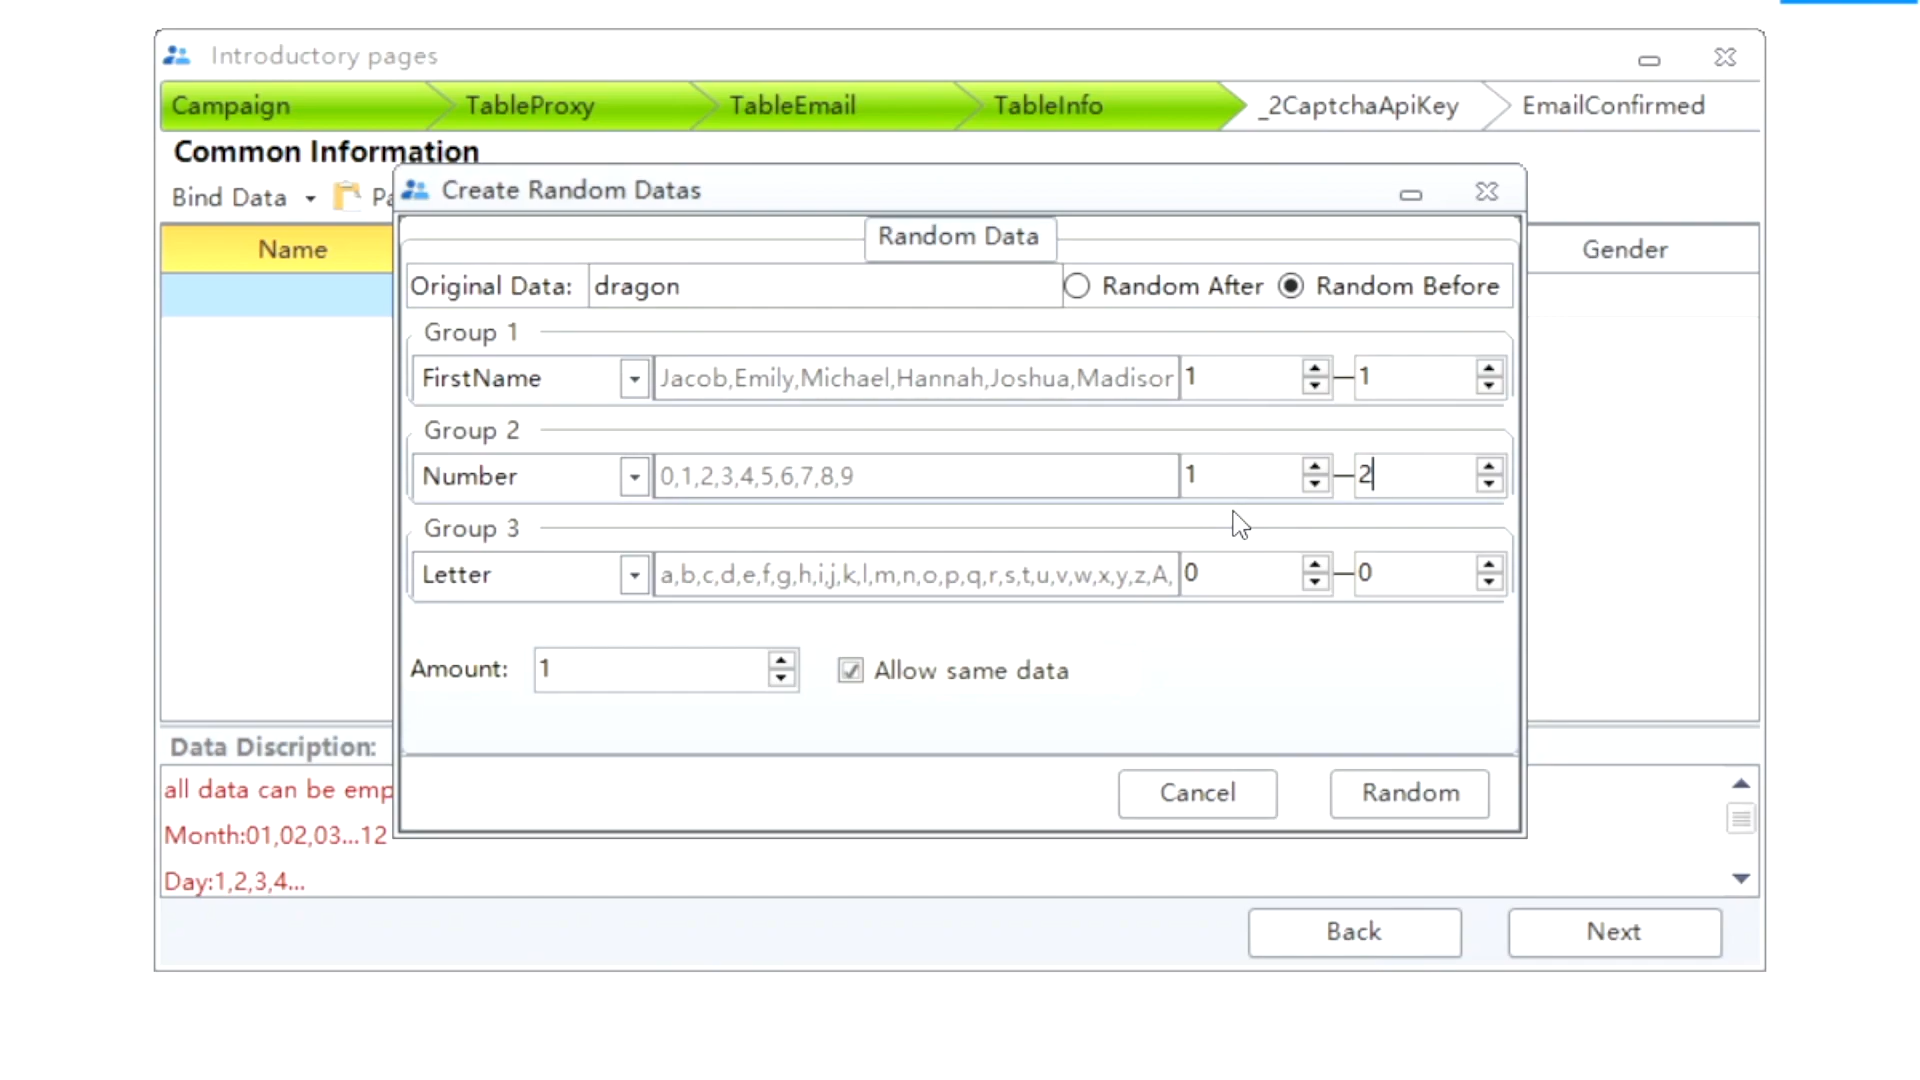 Introductory pages
Campaign TableProxy TableEmail TableInfo _2CaptchaApiKey EmailConfirmed
Common Information
Bind Data
Create Random Datas
Name
Gender
Random Data
Original Data: dragon Random After Random Before
Group 1
FirstName Jacob,Emily,Michael,Hannah,Joshua,Madisor 1 — 1
Group 2
Number 0,1,2,3,4,5,6,7,8,9 1 — 2
Group 3
Letter a,b,c,d,e,f,g,h,i,j,k,l,m,n,o,p,q,r,s,t,u,v,w,x,y,z,A, 0 — 0
Amount: 1 Allow same data
Cancel Random
Data Discription:
all data can be emp
Month:01,02,03...12
Day:1,2,3,4...
Back Next